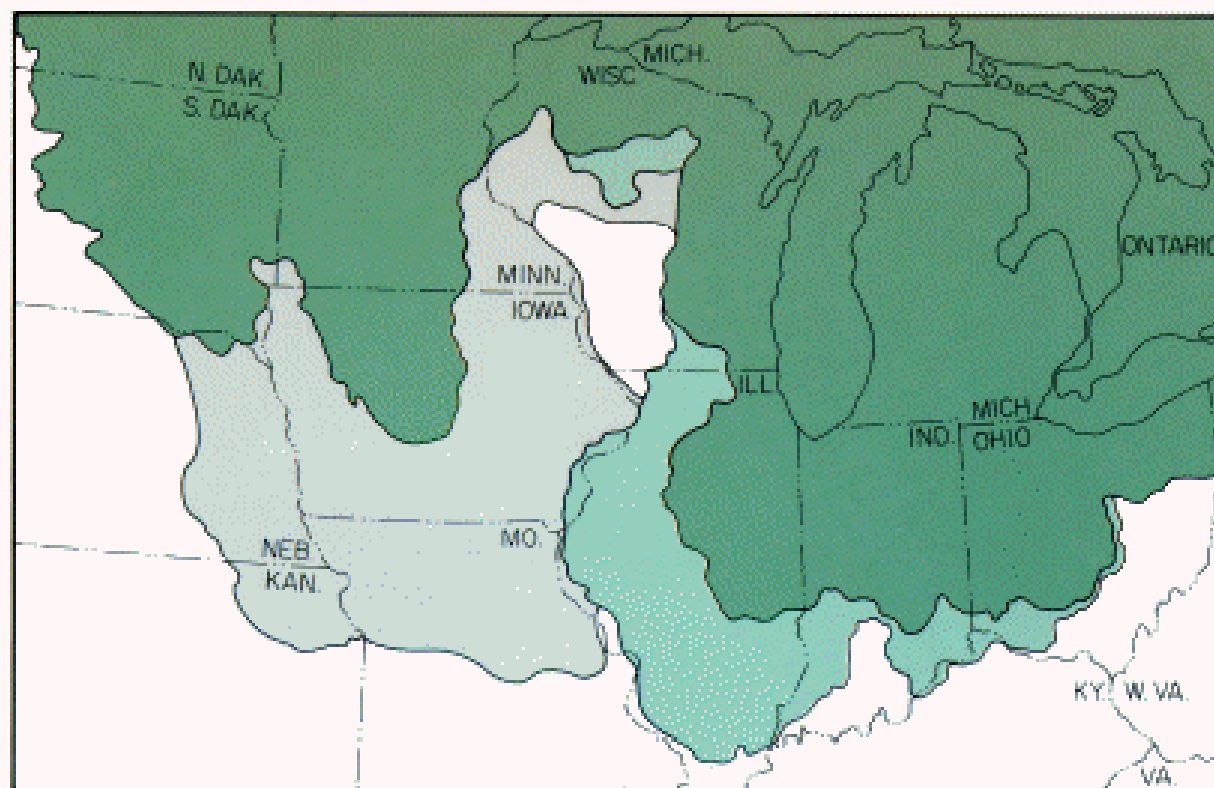 MICH.
WISC
N. DAK.
S. DAK.
ONTARIO
MINN.
IOWA
ILL.
MICH.
IND.
OHIO
MO.
NEB
KAN.
KY.
W. VA.
VA.